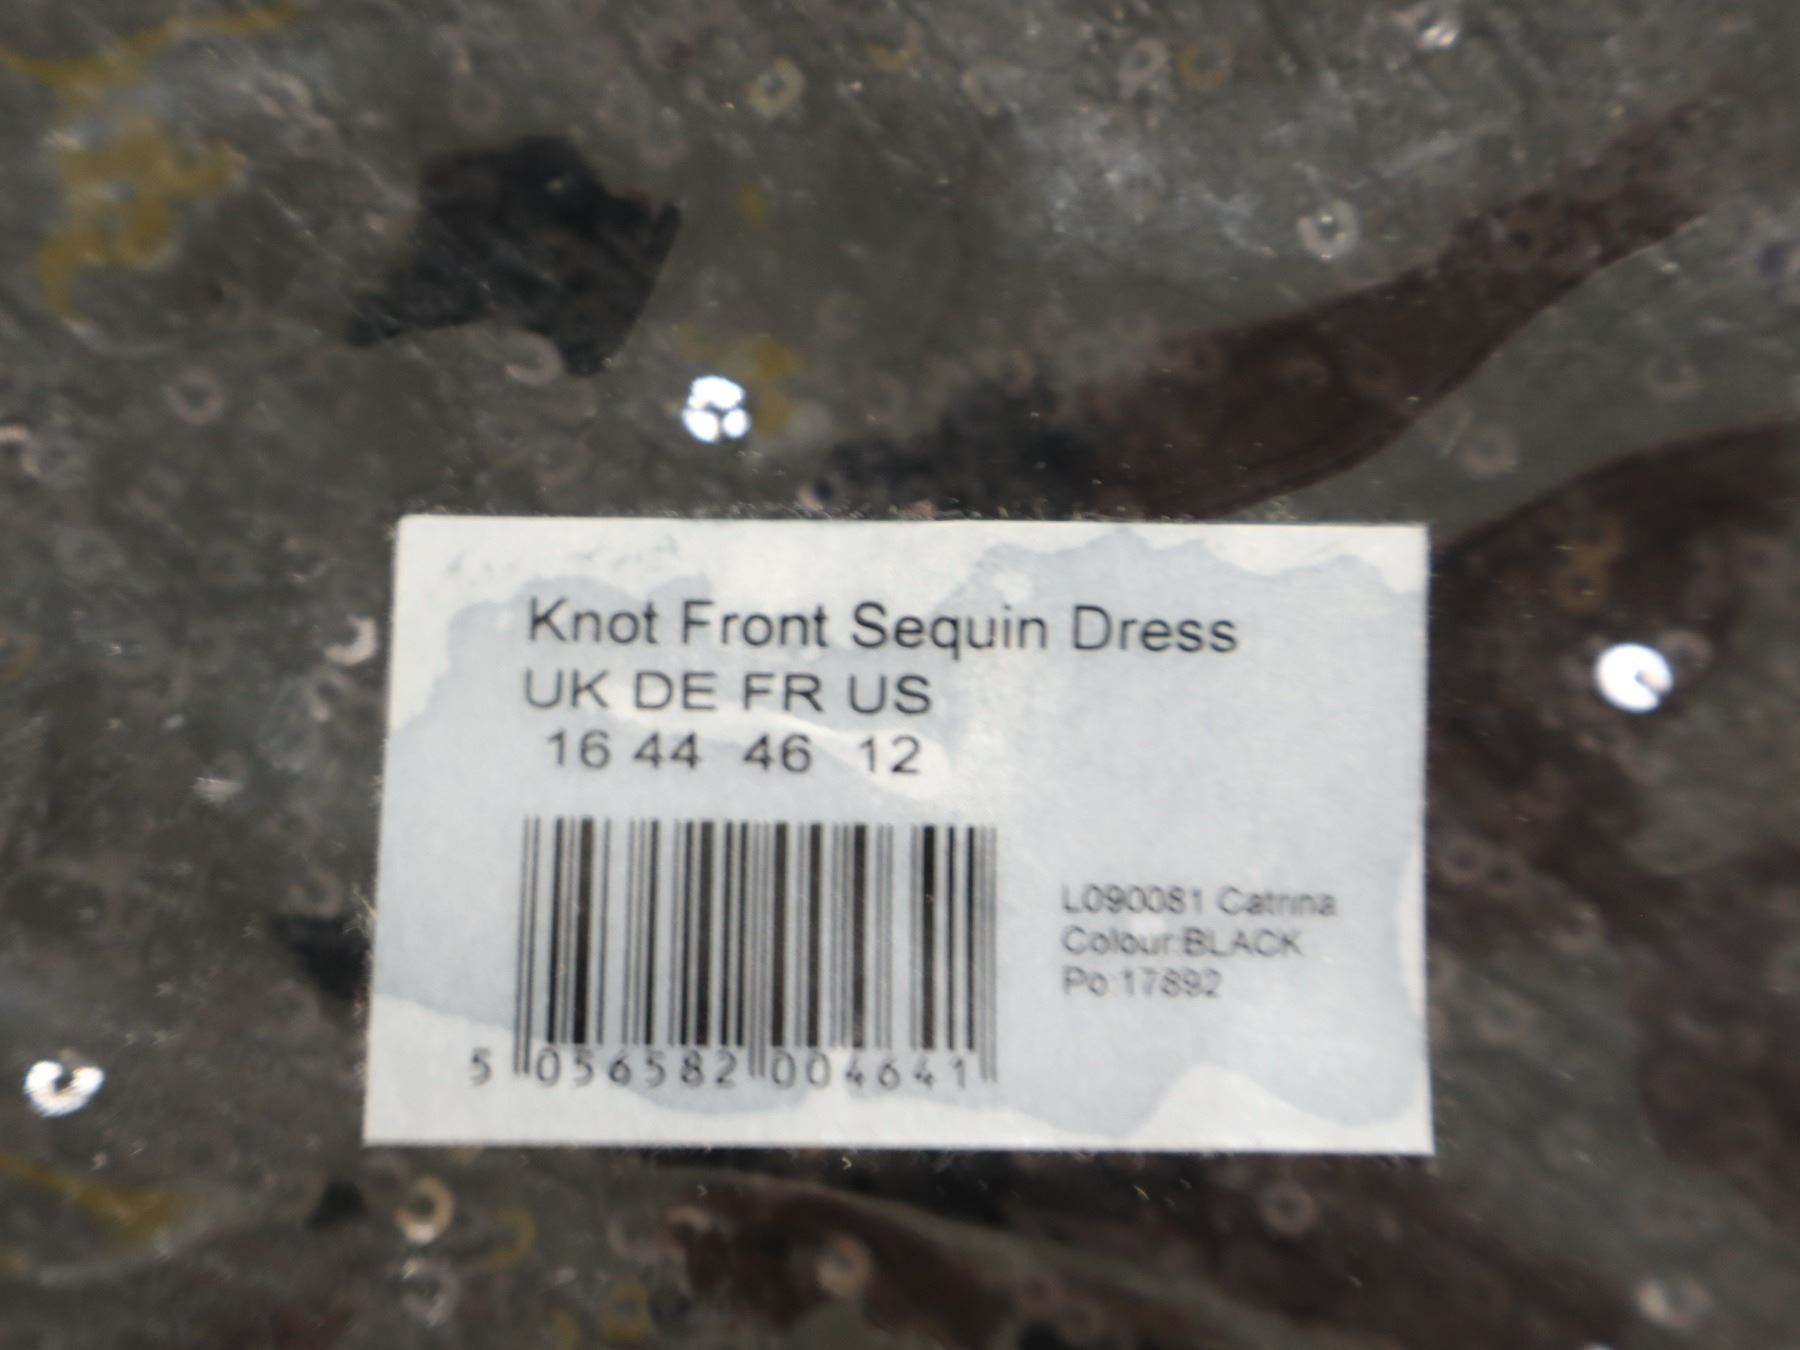 Knot Front Sequin Dress
UK DE FR US
16 44 46 12
L090081 Catrina
Colour:BLACK
Po:17892
5 056582 004641